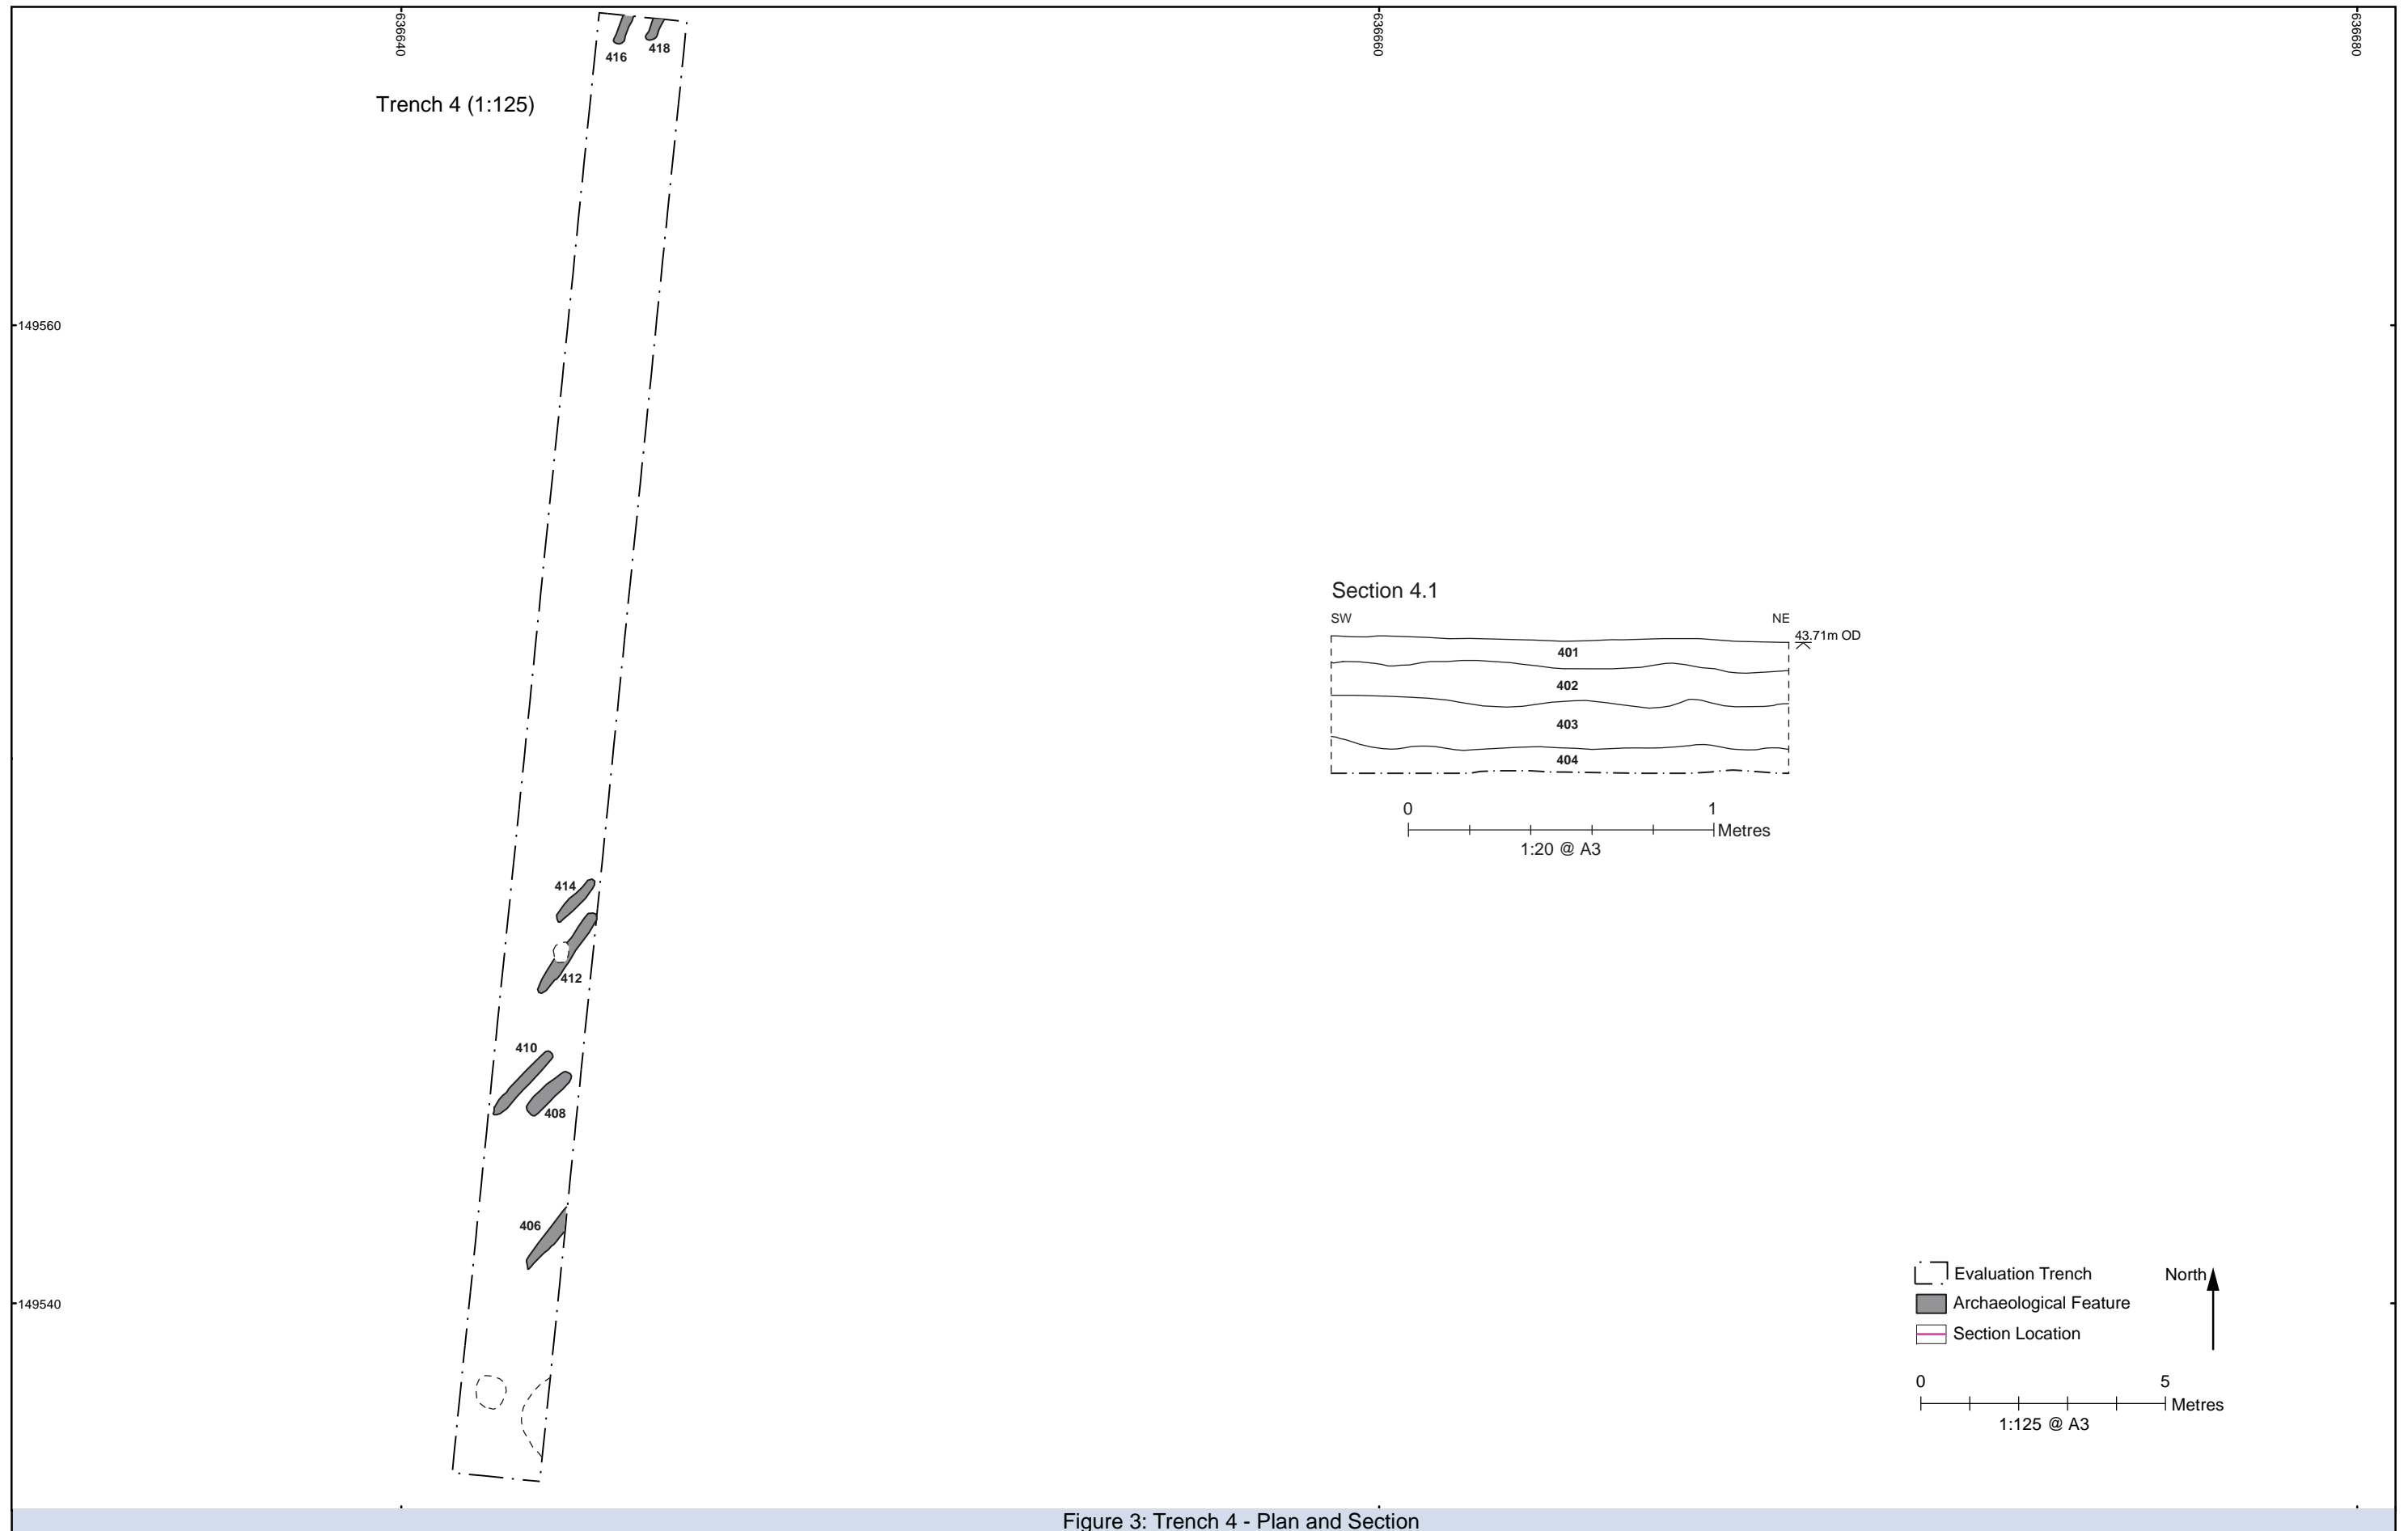 636640
636660
636680
416
418
Trench 4 (1:125)
149560
Section 4.1
SW
NE
43.71m OD
401
402
403
404
0 1
Metres
1:20 @ A3
414
412
410
408
406
149540
Evaluation Trench
North
Archaeological Feature
Section Location
0 5
Metres
1:125 @ A3
Figure 3: Trench 4 - Plan and Section